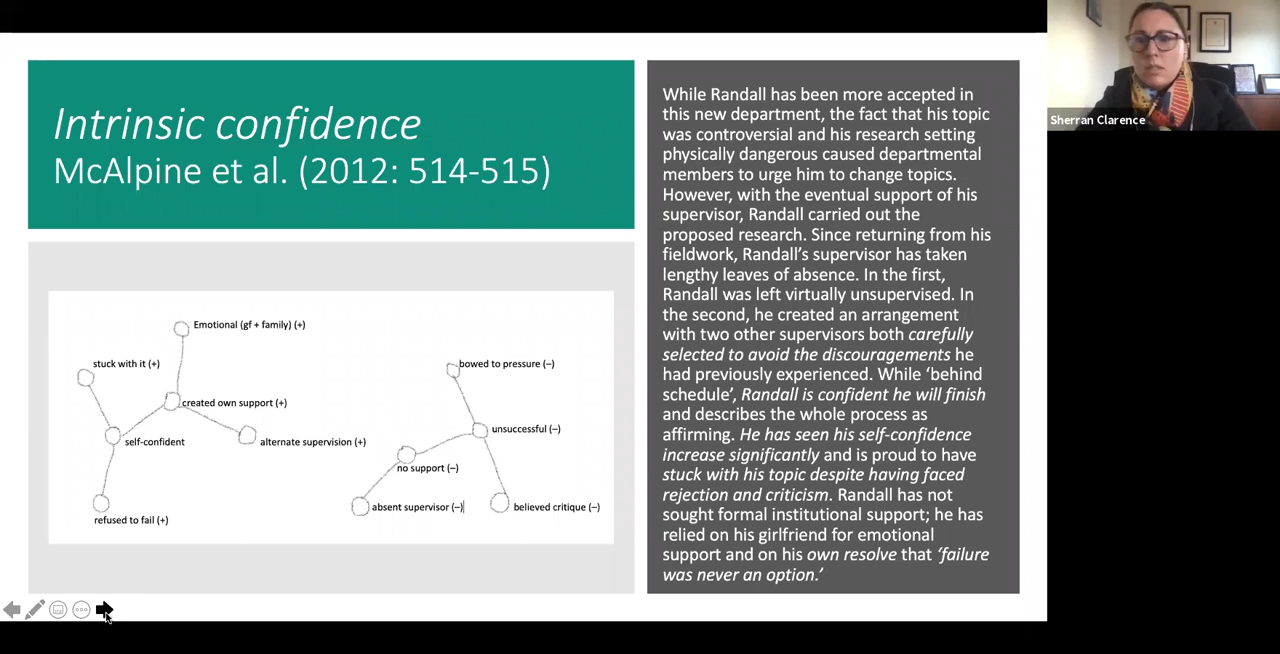 Intrinsic confidence
McAlpine et al. (2012: 514-515)
Emotional (gf + family) (+)
stuck with it (+)
created own support (+)
self-confident
alternate supervision (+)
refused to fail (+)
bowed to pressure (–)
unsuccessful (–)
no support (–)
absent supervisor (–)
believed critique (–)
While Randall has been more accepted in
this new department, the fact that his topic
was controversial and his research setting
physically dangerous caused departmental
members to urge him to change topics.
However, with the eventual support of his
supervisor, Randall carried out the
proposed research. Since returning from his
fieldwork, Randall’s supervisor has taken
lengthy leaves of absence. In the first,
Randall was left virtually unsupervised. In
the second, he created an arrangement
with two other supervisors both carefully
selected to avoid the discouragements he
had previously experienced. While ‘behind
schedule’, Randall is confident he will finish
and describes the whole process as
affirming. He has seen his self-confidence
increase significantly and is proud to have
stuck with his topic despite having faced
rejection and criticism. Randall has not
sought formal institutional support; he has
relied on his girlfriend for emotional
support and on his own resolve that ‘failure
was never an option.’
Sherran Clarence